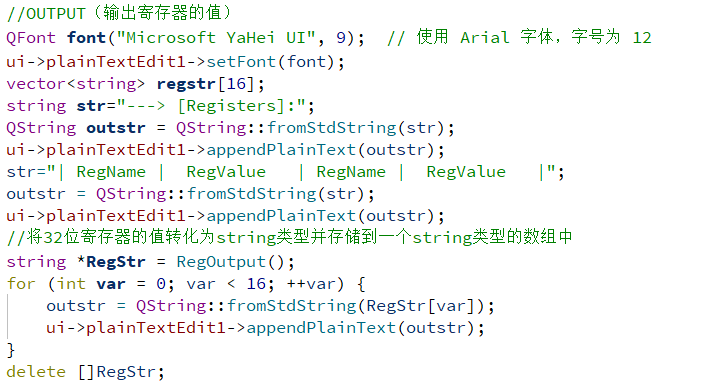 //OUTPUT（输出寄存器的值）
QFont font("Microsoft YaHei UI", 9);  // 使用 Arial 字体，字号为 12
ui->plainTextEdit1->setFont(font);
vector<string> regstr[16];
string str="---> [Registers]:";
QString outstr = QString::fromStdString(str);
ui->plainTextEdit1->appendPlainText(outstr);
str="| RegName |  RegValue   | RegName |  RegValue   |";
outstr = QString::fromStdString(str);
ui->plainTextEdit1->appendPlainText(outstr);
//将32位寄存器的值转化为string类型并存储到一个string类型的数组中
string *RegStr = RegOutput();
for (int var = 0; var < 16; ++var) {
    outstr = QString::fromStdString(RegStr[var]);
    ui->plainTextEdit1->appendPlainText(outstr);
}
delete []RegStr;